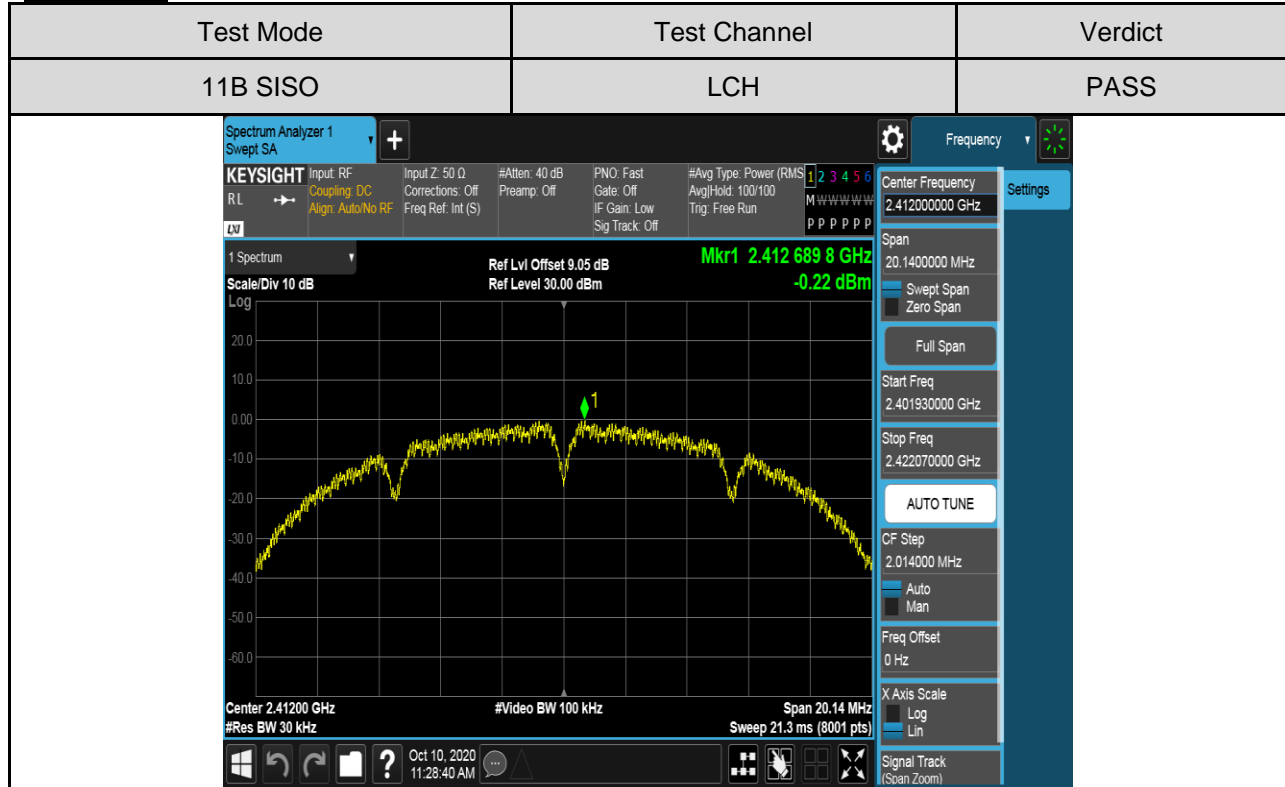 Test Mode Test Channel Verdict
11B SISO LCH PASS
Spectrum Analyzer 1
Swept SA
+
Frequency
KEYSIGHT
RL
LXI
Input: RF
Coupling: DC
Align: Auto/No RF
Input Z: 50 Ω
Corrections: Off
Freq Ref: Int (S)
#Atten: 40 dB
Preamp: Off
PNO: Fast
Gate: Off
IF Gain: Low
Sig Track: Off
#Avg Type: Power (RMS
Avg|Hold: 100/100
Trig: Free Run
1 2 3 4 5 6
M W W W W W
P P P P P P
1 Spectrum
Scale/Div 10 dB
Log
Ref Lvl Offset 9.05 dB
Ref Level 30.00 dBm
Mkr1 2.412 689 8 GHz
-0.22 dBm
20.0
10.0
0.00
-10.0
-20.0
-30.0
-40.0
-50.0
-60.0
1
Center 2.41200 GHz
#Res BW 30 kHz
#Video BW 100 kHz
Span 20.14 MHz
Sweep 21.3 ms (8001 pts)
Oct 10, 2020
11:28:40 AM
?
Center Frequency
2.412000000 GHz
Settings
Span
20.1400000 MHz
Swept Span
Zero Span
Full Span
Start Freq
2.401930000 GHz
Stop Freq
2.422070000 GHz
AUTO TUNE
CF Step
2.014000 MHz
Auto
Man
Freq Offset
0 Hz
X Axis Scale
Log
Lin
Signal Track
(Span Zoom)